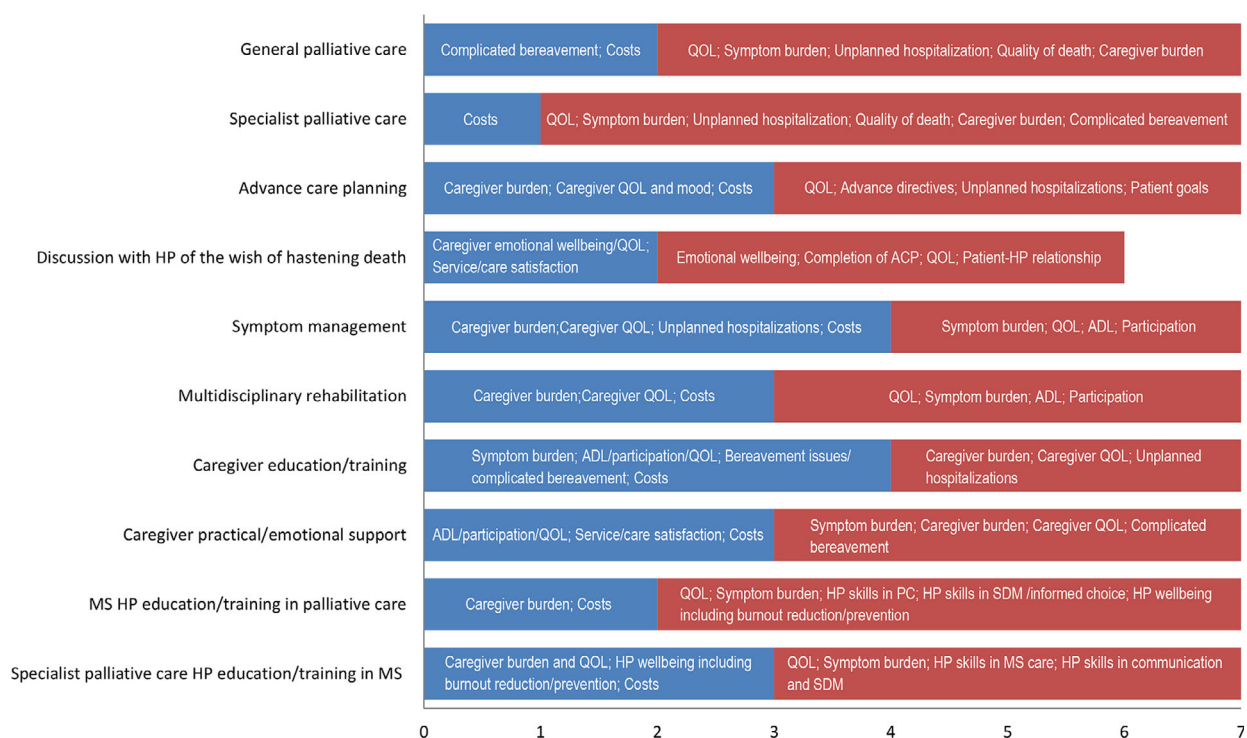 General palliative care
Complicated bereavement; Costs
QOL; Symptom burden; Unplanned hospitalization; Quality of death; Caregiver burden
Specialist palliative care
Costs
QOL; Symptom burden; Unplanned hospitalization; Quality of death; Caregiver burden; Complicated bereavement
Advance care planning
Caregiver burden; Caregiver QOL and mood; Costs
QOL; Advance directives; Unplanned hospitalizations; Patient goals
Discussion with HP of the wish of hastening death
Caregiver emotional wellbeing/QOL;
Service/care satisfaction
Emotional wellbeing; Completion of ACP; QOL; Patient-HP relationship
Symptom management
Caregiver burden;Caregiver QOL; Unplanned hospitalizations; Costs
Symptom burden; QOL; ADL; Participation
Multidisciplinary rehabilitation
Caregiver burden;Caregiver QOL; Costs
QOL; Symptom burden; ADL; Participation
Caregiver education/training
Symptom burden; ADL/participation/QOL; Bereavement issues/
complicated bereavement; Costs
Caregiver burden; Caregiver QOL; Unplanned
hospitalizations
Caregiver practical/emotional support
ADL/participation/QOL; Service/care satisfaction; Costs
Symptom burden; Caregiver burden; Caregiver QOL; Complicated
bereavement
MS HP education/training in palliative care
Caregiver burden; Costs
QOL; Symptom burden; HP skills in PC; HP skills in SDM /informed choice; HP wellbeing
including burnout reduction/prevention
Specialist palliative care HP education/training in MS
Caregiver burden and QOL; HP wellbeing including
burnout reduction/prevention; Costs
QOL; Symptom burden; HP skills in MS care; HP skills in communication
and SDM
0 1 2 3 4 5 6 7